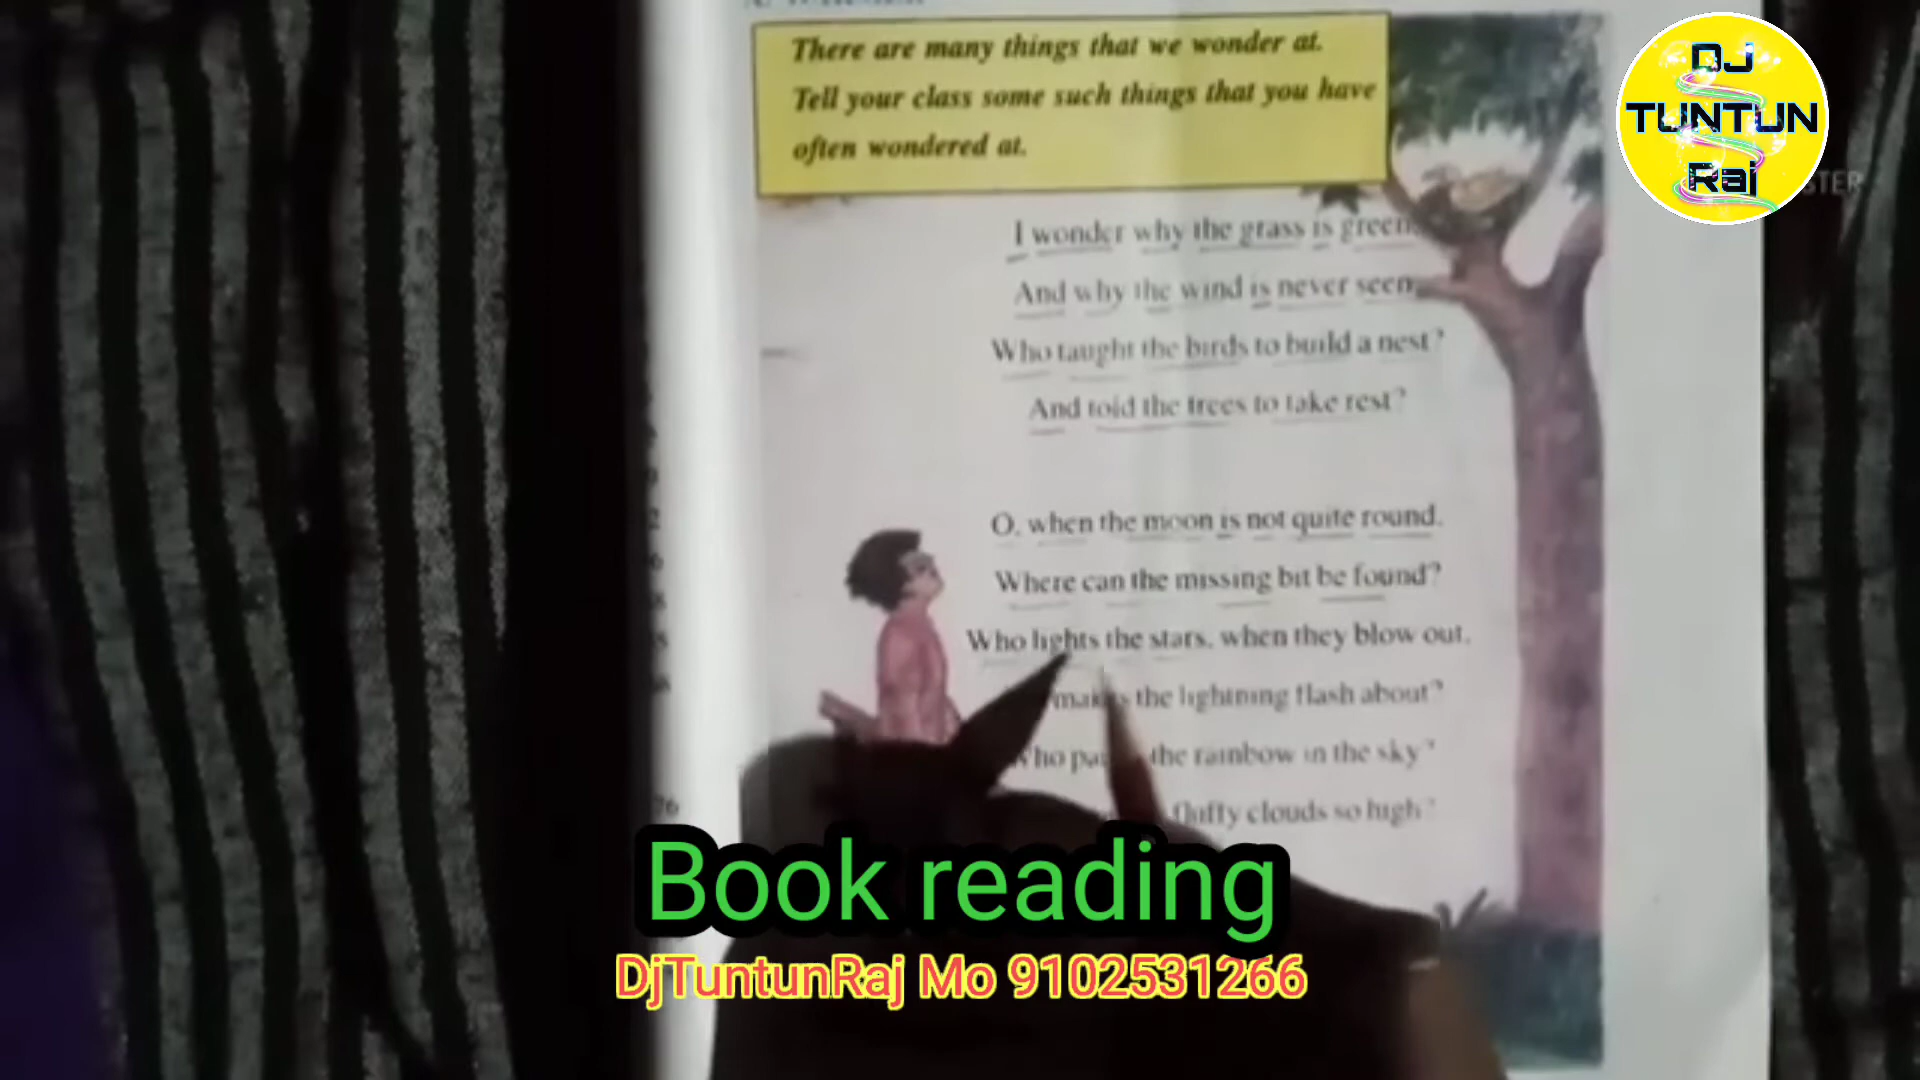 There are many things that we wonder at.
Tell your class some such things that you have
often wondered at.
DJ
TUNTUN
Raj
STER
I wonder why the grass is green,
And why the wind is never seen,
Who taught the birds to build a nest?
And told the trees to take rest?
O, when the moon is not quite round,
Where can the missing bit be found?
Who lights the stars, when they blow out,
the lightning flash about?
the rainbow in the sky?
fluffy clouds so high?
76
Book reading
DjTuntunRaj Mo 9102531266